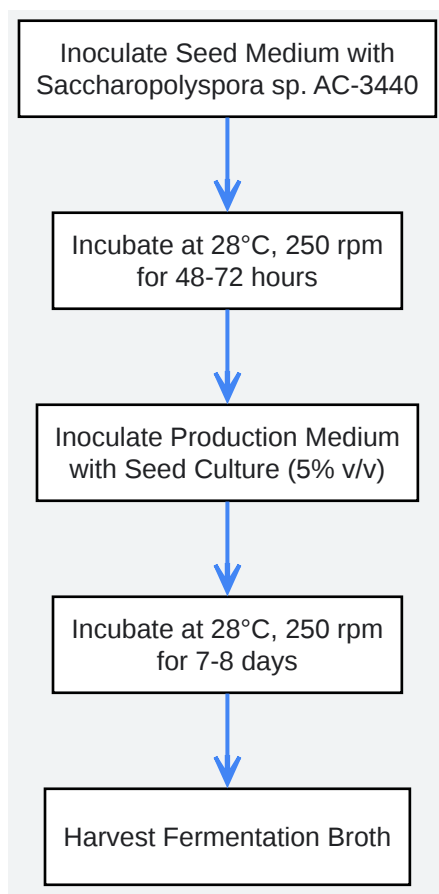 Inoculate Seed Medium with
Saccharopolyspora sp. AC-3440
Incubate at 28°C, 250 rpm
for 48-72 hours
Inoculate Production Medium
with Seed Culture (5% v/v)
Incubate at 28°C, 250 rpm
for 7-8 days
Harvest Fermentation Broth